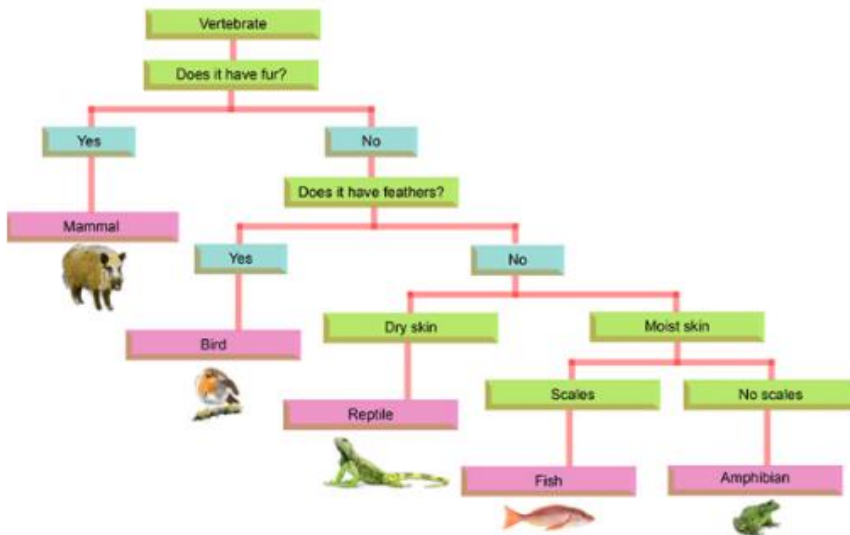 Vertebrate
Does it have fur?
Yes
No
Does it have feathers?
Mammal
Yes
No
Dry skin
Moist skin
Bird
Scales
No scales
Reptile
Fish
Amphibian